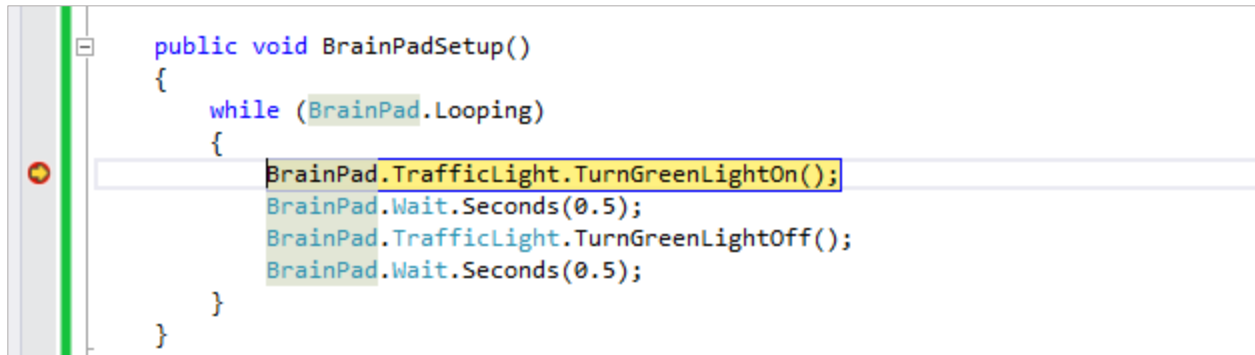 public void BrainPadSetup()
{
while (BrainPad.Looping)
{
BrainPad.TrafficLight.TurnGreenLightOn();
BrainPad.Wait.Seconds(0.5);
BrainPad.TrafficLight.TurnGreenLightOff();
BrainPad.Wait.Seconds(0.5);
}
}